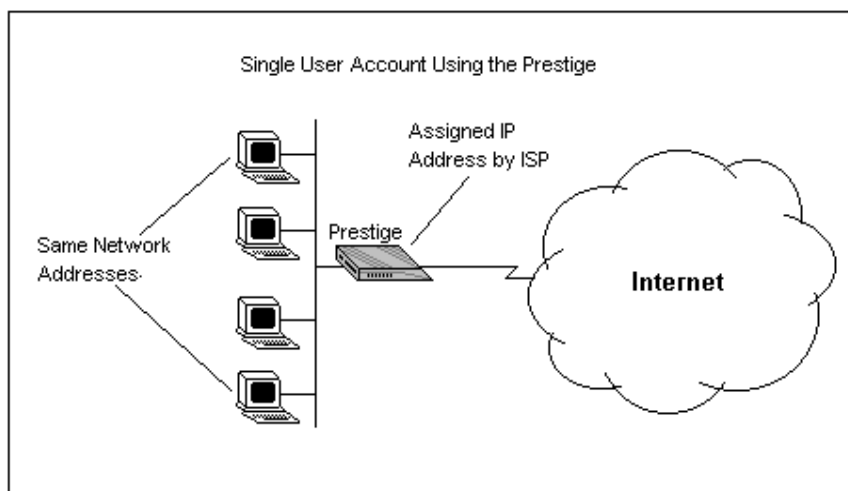 Single User Account Using the Prestige
Assigned IP
Address by ISP
Prestige
Same Network
Addresses
Internet